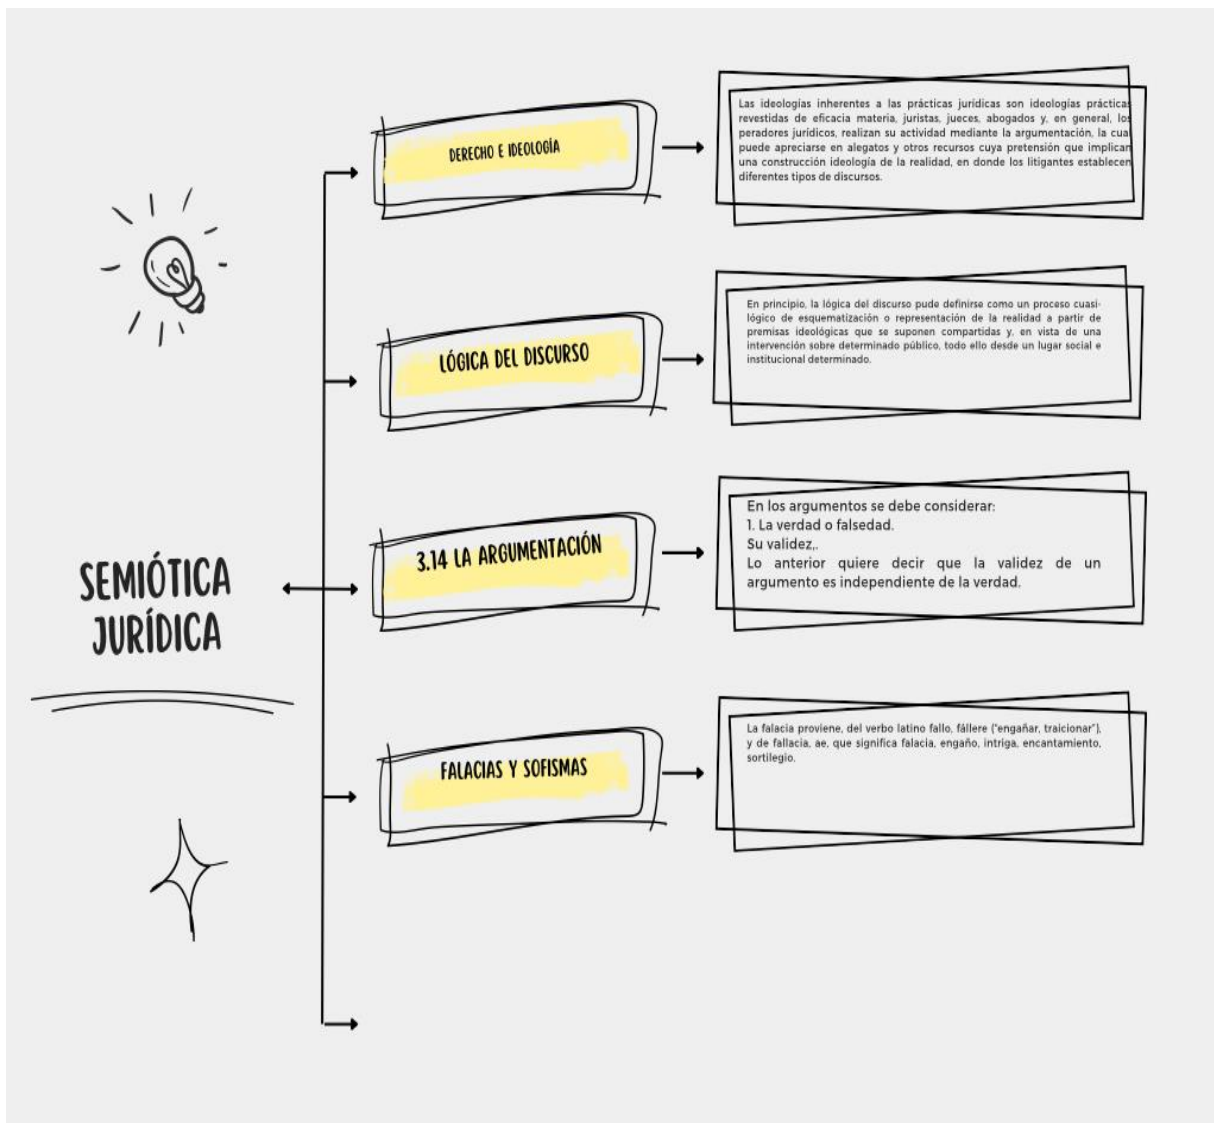 SEMIÓTICA
JURÍDICA
DERECHO E IDEOLOGÍA
Las ideologías inherentes a las prácticas jurídicas son ideologías prácticas
revestidas de eficacia materia, juristas, jueces, abogados y, en general, los
peradores jurídicos, realizan su actividad mediante la argumentación, la cual
puede apreciarse en alegatos y otros recursos cuya pretensión que implican
una construcción ideología de la realidad, en donde los litigantes establecen
diferentes tipos de discursos.
LÓGICA DEL DISCURSO
En principio, la lógica del discurso pude definirse como un proceso cuasi-
lógico de esquematización o representación de la realidad a partir de
premisas ideológicas que se suponen compartidas y, en vista de una
intervención sobre determinado público, todo ello desde un lugar social e
institucional determinado.
3.14 LA ARGUMENTACIÓN
En los argumentos se debe considerar:
1. La verdad o falsedad.
Su validez,.
Lo anterior quiere decir que la validez de un
argumento es independiente de la verdad.
FALACIAS Y SOFISMAS
La falacia proviene, del verbo latino fallo, fállere ("engañar, traicionar"),
y de fallacia, ae, que significa falacia, engaño, intriga, encantamiento,
sortilegio.